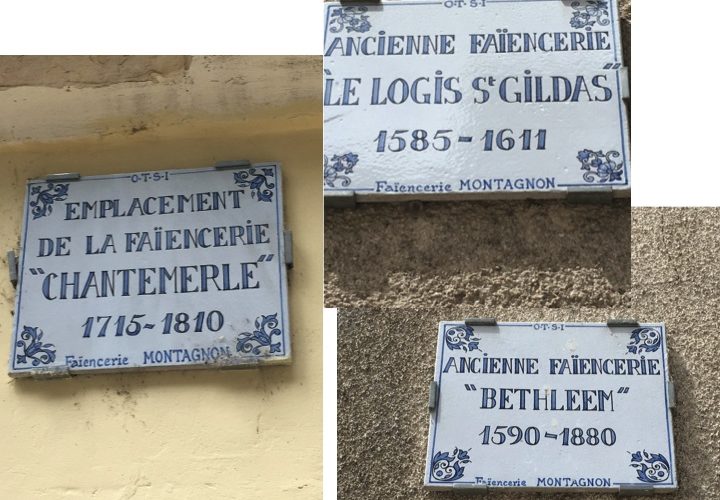 O·T·S·I
EMPLACEMENT
DE LA FAÏENCERIE
"CHANTEMERLE"
1715-1810
Faïencerie MONTAGNON
O·T·S·I
ANCIENNE FAÏENCERIE
"LE LOGIS St GILDAS"
1585-1611
Faïencerie MONTAGNON
O·T·S·I
ANCIENNE FAÏENCERIE
"BETHLEEM"
1590-1880
Faïencerie MONTAGNON